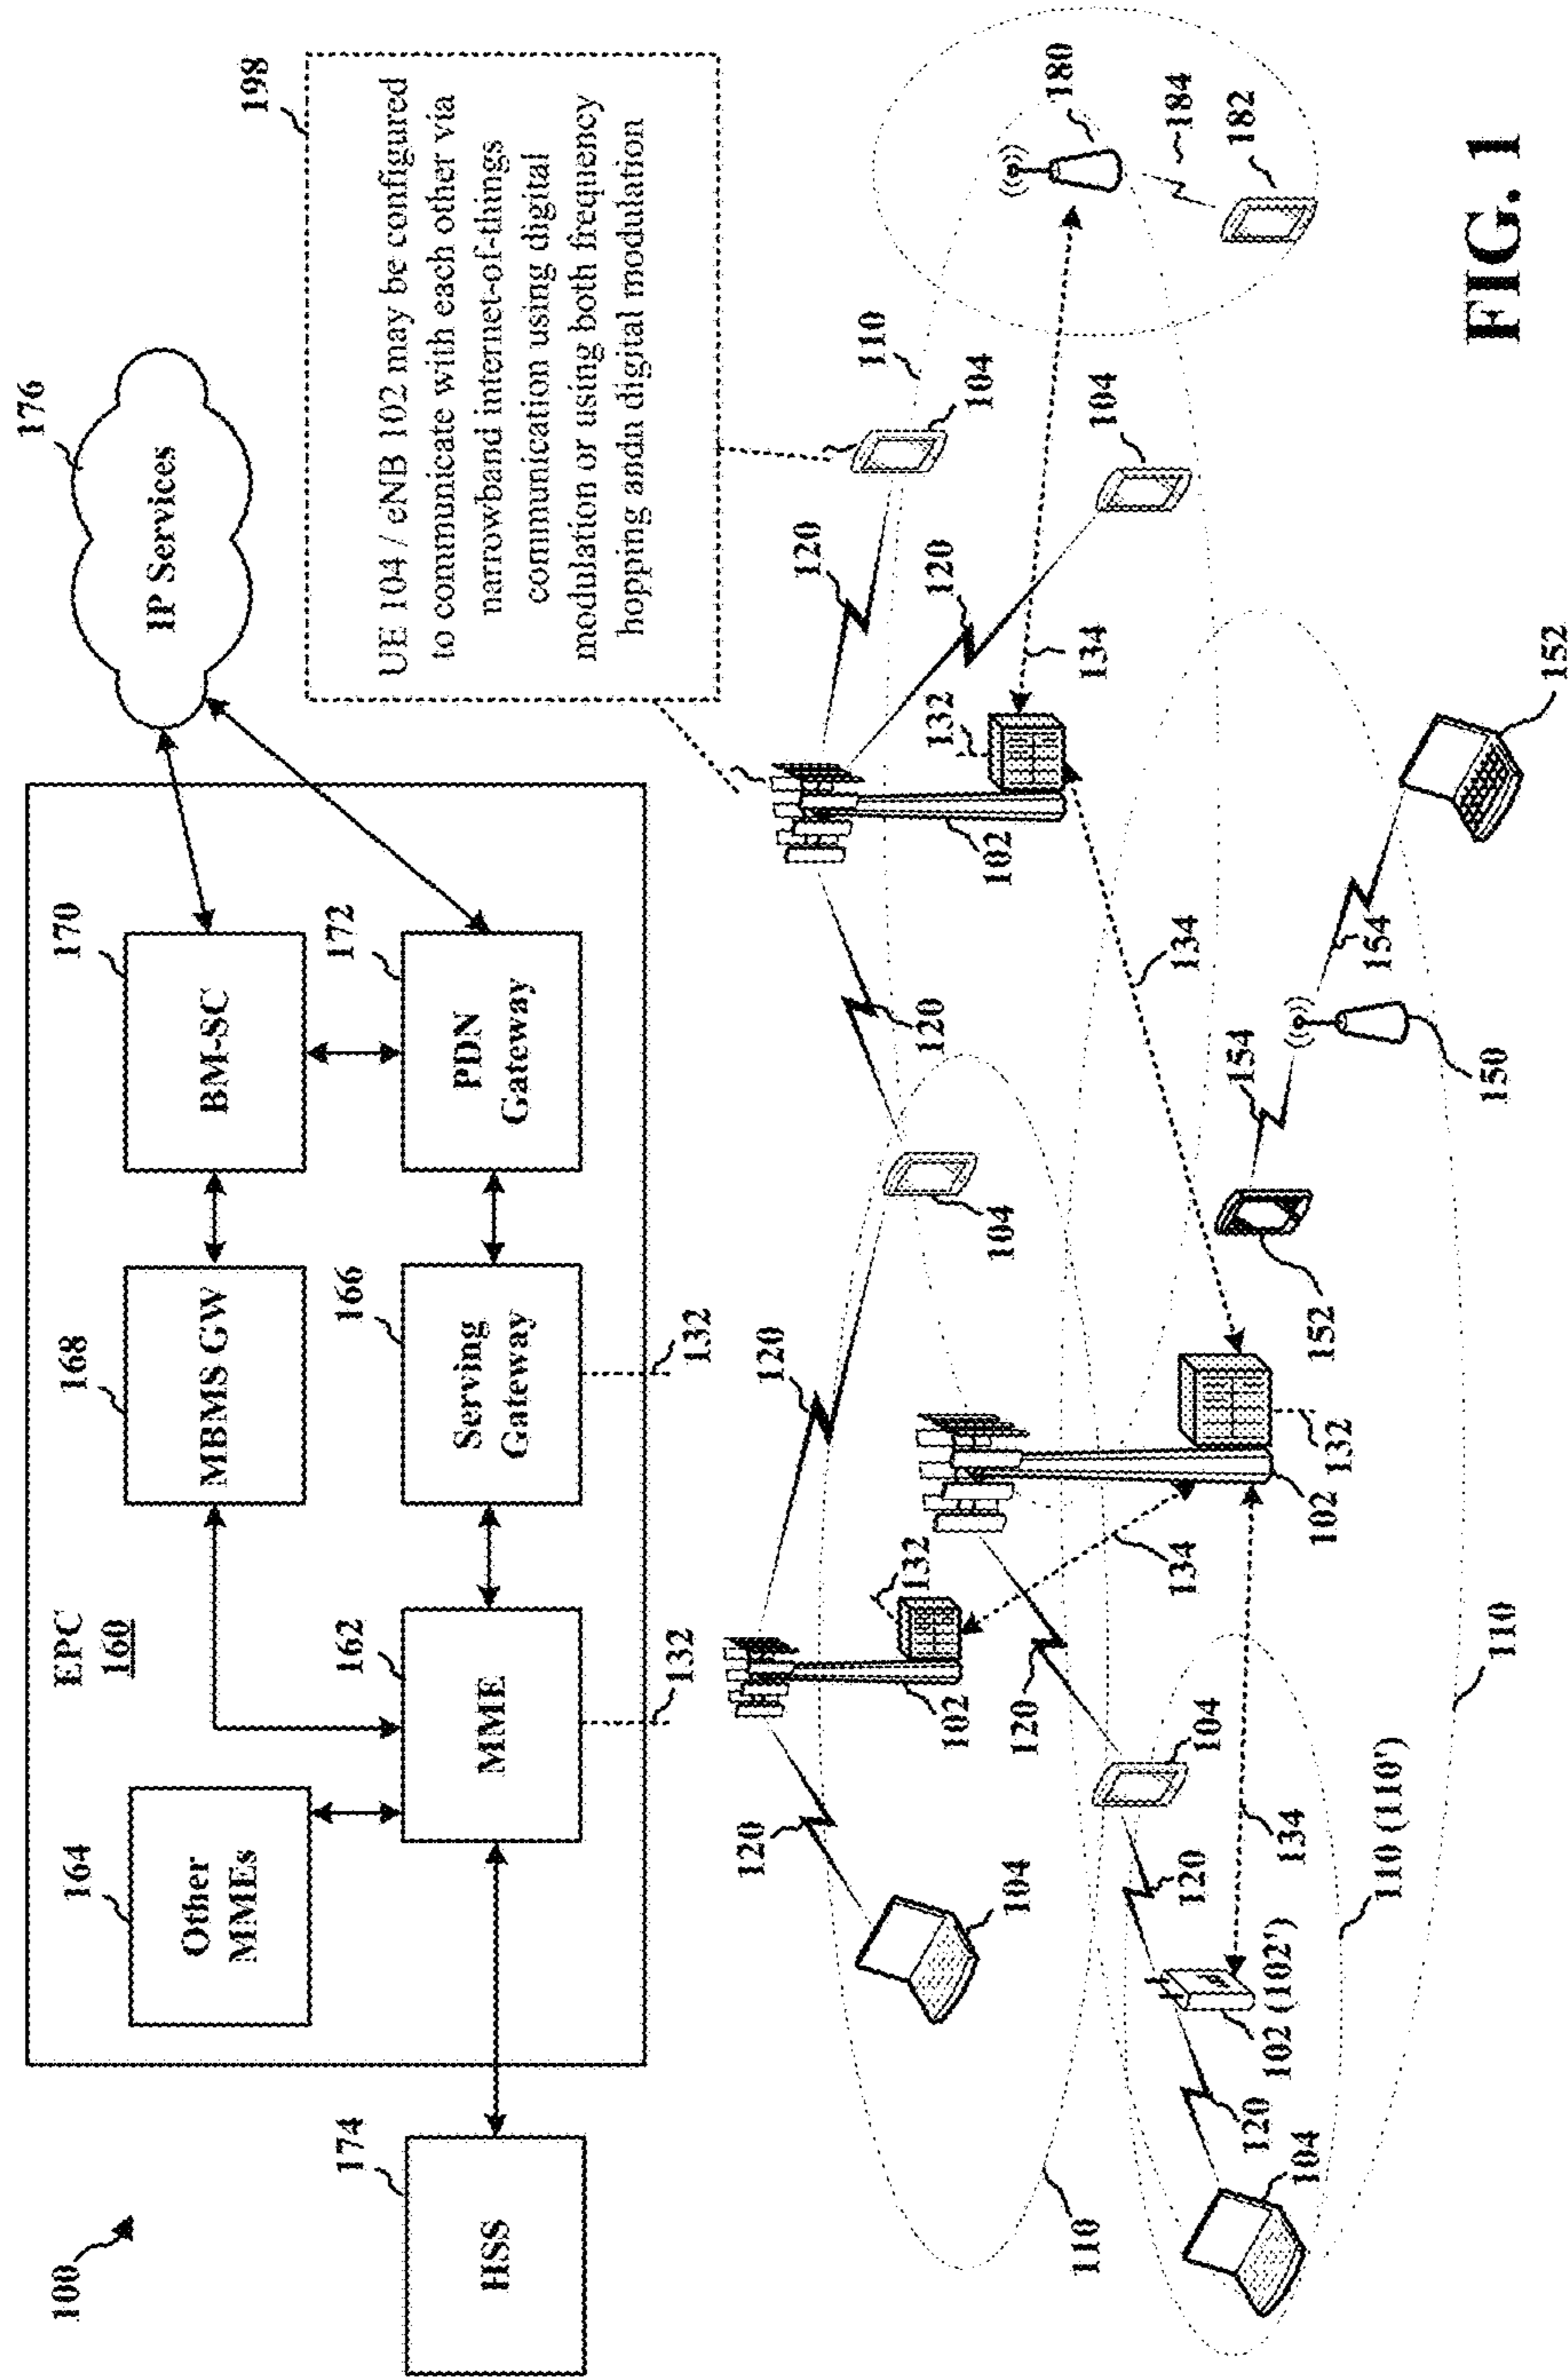 100
EPC
160
174
HSS
164
Other
MMEs
162
MME
132
168
MBMS GW
166
Serving
Gateway
132
170
BM-SC
172
PDN
Gateway
176
IP Services
198
UE 104 / eNB 102 may be configured
to communicate with each other via
narrowband internet-of-things
communication using digital
modulation or using both frequency
hopping andn digital modulation
120
104
110
102
132
120
104
120
102
132
120
104
110
134
120
104
180
184
182
134
120
104
120
102 (102')
120
104
110 (110')
134
134
102
132
110
152
154
150
154
152
FIG. 1